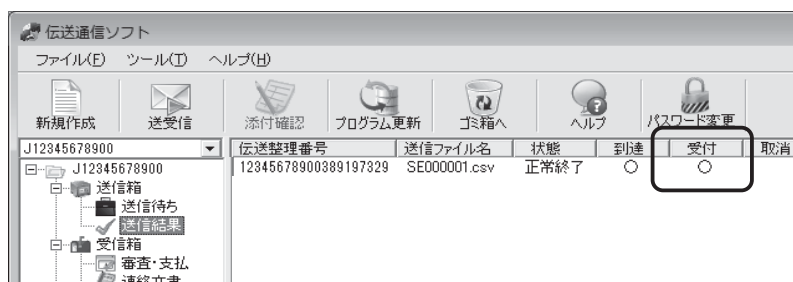 伝送通信ソフト
ファイル(F) ツール(T) ヘルプ(H)
新規作成 送受信 添付確認 プログラム更新 ゴミ箱へ ヘルプ パスワード変更
J12345678900 伝送整理番号 送信ファイル名 状態 到達 受付 取消
J12345678900 12345678900389197329 SE000001.csv 正常終了 ○ ○
送信箱
送信待ち
送信結果
受信箱
審査・支払
連絡文書